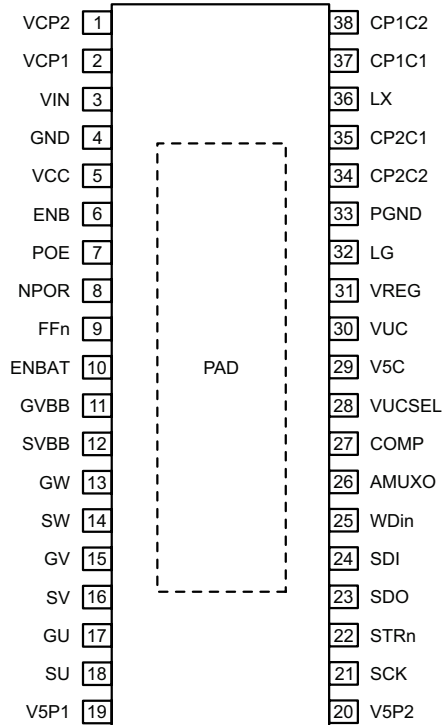 VCP2 1 38 CP1C2
VCP1 2 37 CP1C1
VIN 3 36 LX
GND 4 35 CP2C1
VCC 5 34 CP2C2
ENB 6 33 PGND
POE 7 32 LG
NPOR 8 31 VREG
FFn 9 30 VUC
ENBAT 10 PAD 29 V5C
GVBB 11 28 VUCSEL
SVBB 12 27 COMP
GW 13 26 AMUXO
SW 14 25 WDin
GV 15 24 SDI
SV 16 23 SDO
GU 17 22 STRn
SU 18 21 SCK
V5P1 19 20 V5P2